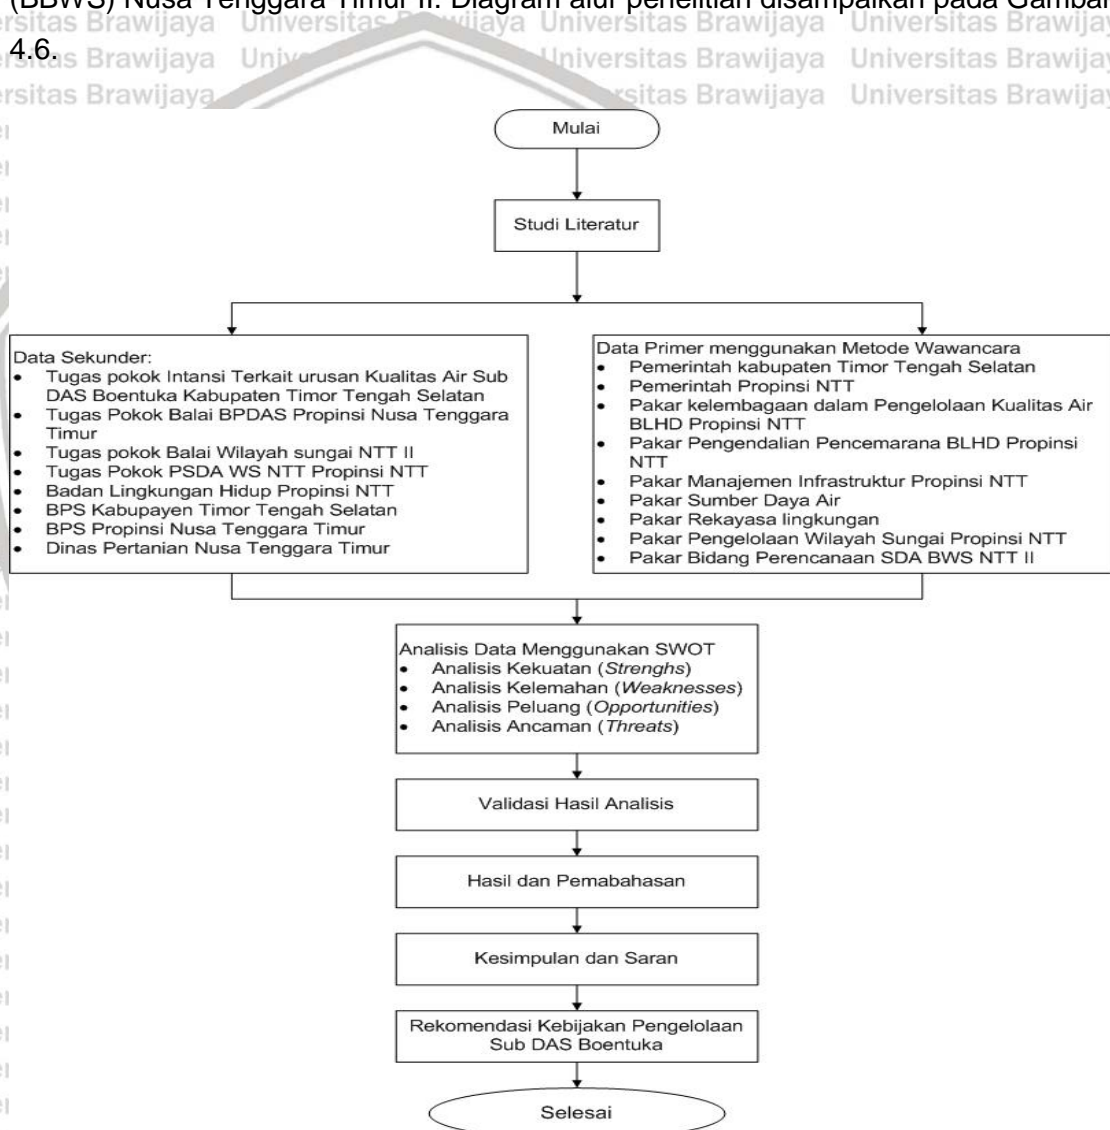 (BBWS) Nusa Tenggara Timur II. Diagram alur penelitian disampaikan pada Gambar
4.6.
Mulai
Studi Literatur
Data Sekunder:
• Tugas pokok Intansi Terkait urusan Kualitas Air Sub
DAS Boentuka Kabupaten Timor Tengah Selatan
• Tugas Pokok Balai BPDAS Propinsi Nusa Tenggara
Timur
• Tugas pokok Balai Wilayah sungai NTT II
• Tugas Pokok PSDA WS NTT Propinsi NTT
• Badan Lingkungan Hidup Propinsi NTT
• BPS Kabupayen Timor Tengah Selatan
• BPS Propinsi Nusa Tenggara Timur
• Dinas Pertanian Nusa Tenggara Timur
Data Primer menggunakan Metode Wawancara
• Pemerintah kabupaten Timor Tengah Selatan
• Pemerintah Propinsi NTT
• Pakar kelembagaan dalam Pengelolaan Kualitas Air
BLHD Propinsi NTT
• Pakar Pengendalian Pencemarana BLHD Propinsi
NTT
• Pakar Manajemen Infrastruktur Propinsi NTT
• Pakar Sumber Daya Air
• Pakar Rekayasa lingkungan
• Pakar Pengelolaan Wilayah Sungai Propinsi NTT
• Pakar Bidang Perencanaan SDA BWS NTT II
Analisis Data Menggunakan SWOT
• Analisis Kekuatan (Strenghs)
• Analisis Kelemahan (Weaknesses)
• Analisis Peluang (Opportunities)
• Analisis Ancaman (Threats)
Validasi Hasil Analisis
Hasil dan Pemabahasan
Kesimpulan dan Saran
Rekomendasi Kebijakan Pengelolaan
Sub DAS Boentuka
Selesai